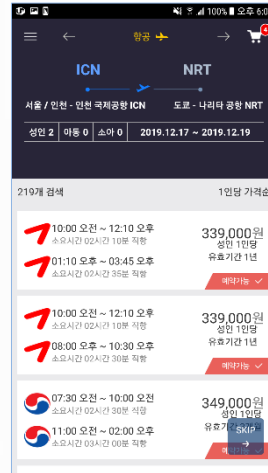 100% 오후 6:0
항공
ICN NRT
서울 / 인천 - 인천 국제공항 ICN 도쿄 - 나리타 공항 NRT
성인 2 아동 0 소아 0 2019.12.17 ~ 2019.12.19
219개 검색 1인당 가격순
10:00 오전 ~ 12:10 오후
소요시간 02시간 10분 직항
01:10 오후 ~ 03:45 오후
소요시간 02시간 35분 직항
339,000원
성인 1인당
유효기간 1년
예약가능
10:00 오전 ~ 12:10 오후
소요시간 02시간 10분 직항
08:00 오후 ~ 10:30 오후
소요시간 02시간 30분 직항
339,000원
성인 1인당
유효기간 1년
예약가능
07:30 오전 ~ 10:00 오전
소요시간 02시간 30분 직항
11:00 오전 ~ 02:00 오후
소요시간 03시간 00분 직항
349,000원
성인 1인당
유효기
SKIP